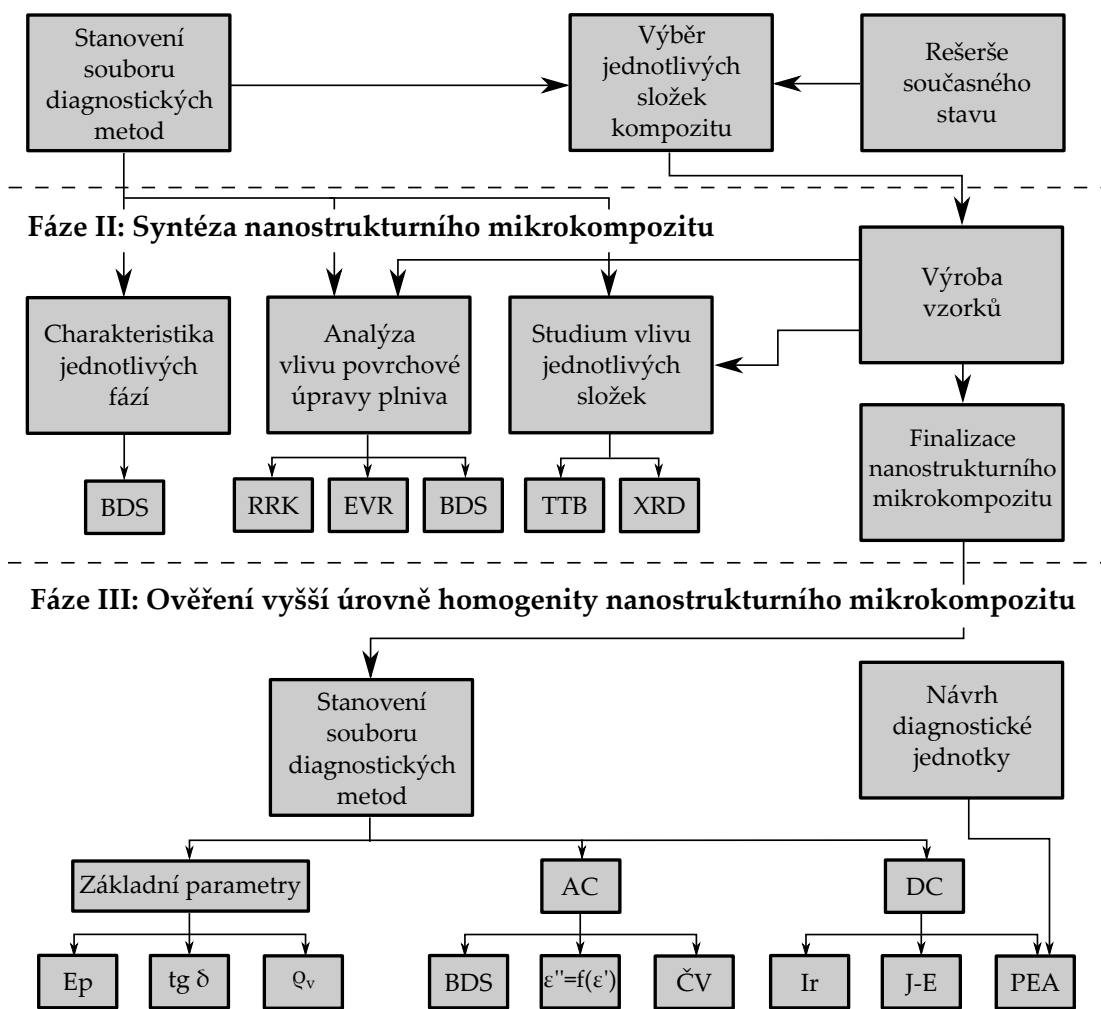 Stanovení
souboru
diagnostických
metod
Výběr
jednotlivých
složek
kompozitu
Rešerše
současného
stavu
Fáze II: Syntéza nanostrukturního mikrokompozitu
Charakteristika
jednotlivých
fází
Analýza
vlivu povrchové
úpravy plniva
Studium vlivu
jednotlivých
složek
Výroba
vzorků
BDS
RRK
EVR
BDS
TTB
XRD
Finalizace
nanostrukturního
mikrokompozitu
Fáze III: Ověření vyšší úrovně homogenity nanostrukturního mikrokompozitu
Stanovení
souboru
diagnostických
metod
Návrh
diagnostické
jednotky
Základní parametry
AC
DC
Ep
tg δ
ϱᵥ
BDS
ε''=f(ε')
ČV
Ir
J-E
PEA